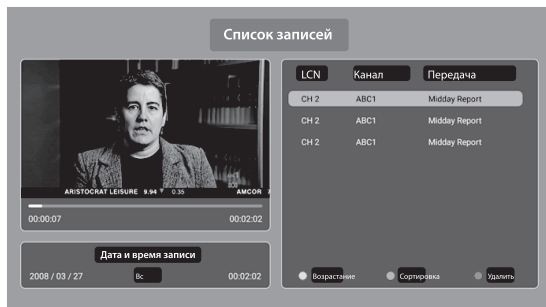 Список записей
ARISTOCRAT LEISURE 9.94 0.35 AMCOR
00:00:07 00:02:02
Дата и время записи
2008 / 03 / 27 Вс 00:02:02
LCN Канал Передача
CH 2 ABC1 Midday Report
CH 2 ABC1 Midday Report
CH 2 ABC1 Midday Report
Возрастание Сортировка Удалить